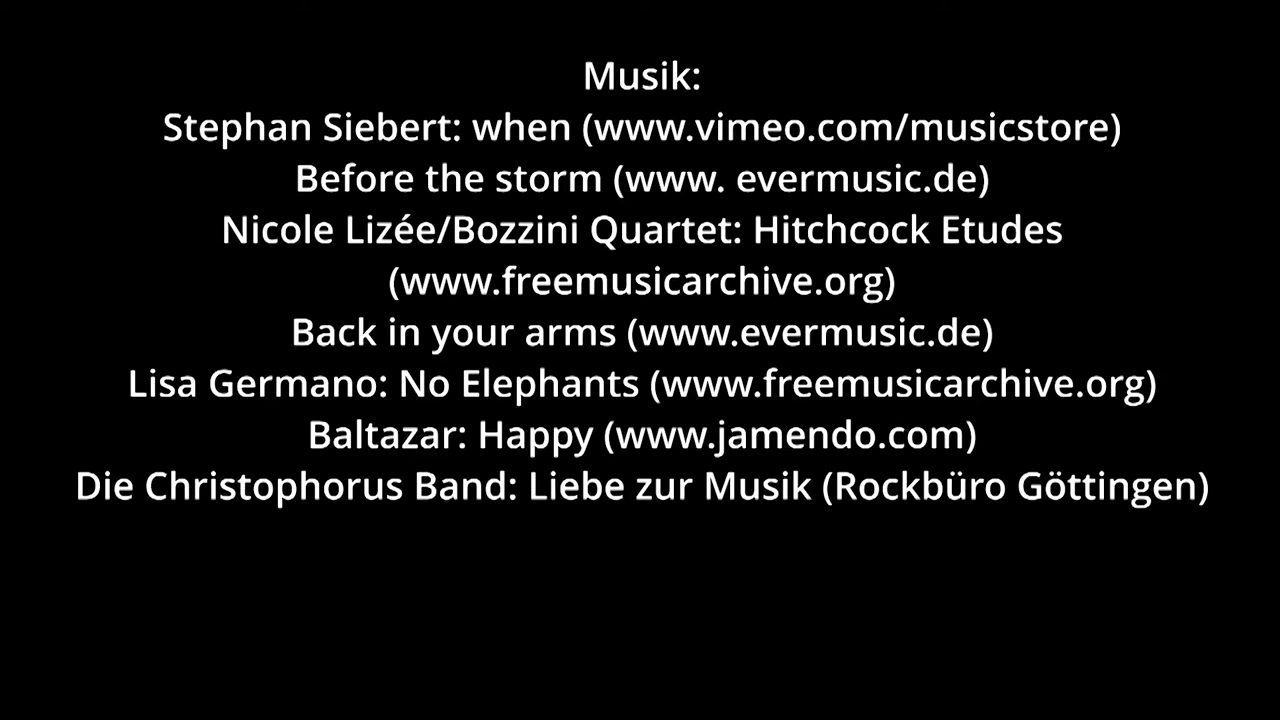 Musik:
Stephan Siebert: when (www.vimeo.com/musicstore)
Before the storm (www. evermusic.de)
Nicole Lizée/Bozzini Quartet: Hitchcock Etudes
(www.freemusicarchive.org)
Back in your arms (www.evermusic.de)
Lisa Germano: No Elephants (www.freemusicarchive.org)
Baltazar: Happy (www.jamendo.com)
Die Christophorus Band: Liebe zur Musik (Rockbüro Göttingen)